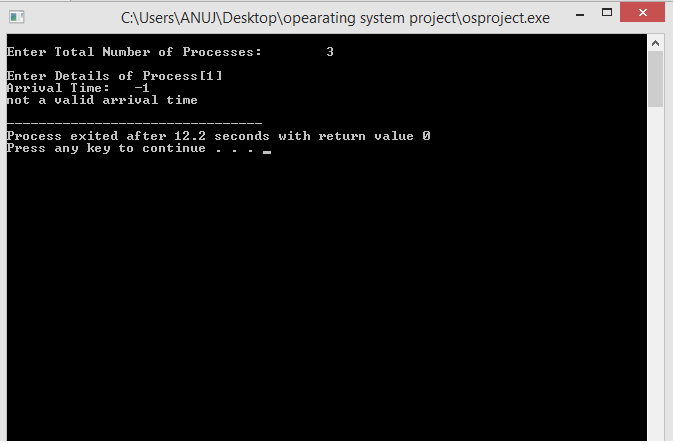 C:\Users\ANUJ\Desktop\opearating system project\osproject.exe
Enter Total Number of Processes: 3
Enter Details of Process[1]
Arrival Time: -1
not a valid arrival time
--------------------------------
Process exited after 12.2 seconds with return value 0
Press any key to continue . . .